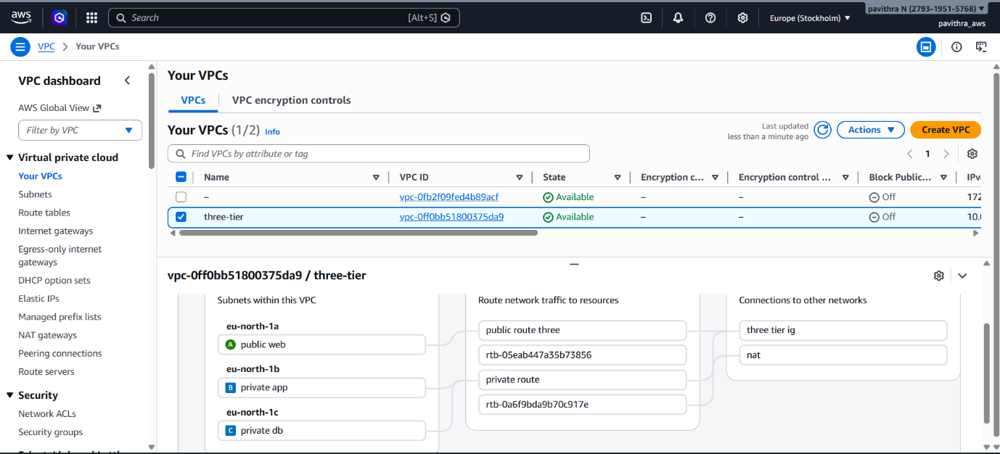 aws
Search [Alt+S]
Europe (Stockholm)
pavithra N (2793-1951-5768)
pavithra_aws
VPC > Your VPCs
VPC dashboard
AWS Global View
Filter by VPC
Virtual private cloud
Your VPCs
Subnets
Route tables
Internet gateways
Egress-only internet
gateways
DHCP option sets
Elastic IPs
Managed prefix lists
NAT gateways
Peering connections
Route servers
Security
Network ACLs
Security groups
Your VPCs
VPCs VPC encryption controls
Your VPCs (1/2) Info
Last updated
less than a minute ago
Actions
Create VPC
Find VPCs by attribute or tag
1
Name VPC ID State Encryption c... Encryption control ... Block Public...
– vpc-0fb2f09fed4b89acf Available – – Off 172
three-tier vpc-0ff0bb51800375da9 Available – – Off
vpc-0ff0bb51800375da9 / three-tier
Subnets within this VPC
eu-north-1a
A public web
eu-north-1b
B private app
eu-north-1c
C private db
Route network traffic to resources
public route three
rtb-05eab447a35b73856
private route
rtb-0a6f9bda9b70c917e
Connections to other networks
three tier ig
nat